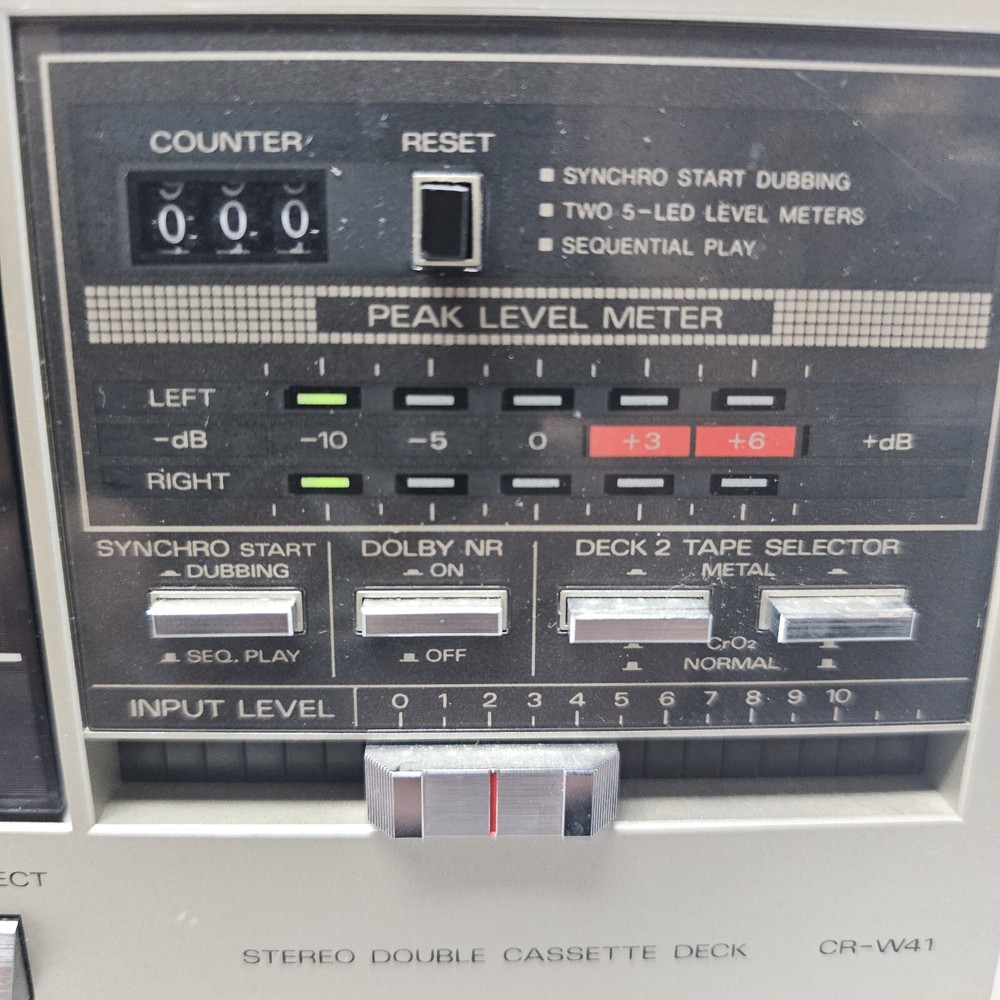 COUNTER RESET
0 0 0
SYNCHRO START DUBBING
TWO 5-LED LEVEL METERS
SEQUENTIAL PLAY
PEAK LEVEL METER
LEFT
-dB -10 -5 0 +3 +6 +dB
RIGHT
SYNCHRO START DOLBY NR DECK 2 TAPE SELECTOR
DUBBING ON METAL
CrO2
SEQ. PLAY OFF NORMAL
INPUT LEVEL 0 1 2 3 4 5 6 7 8 9 10
ECT
STEREO DOUBLE CASSETTE DECK CR-W41